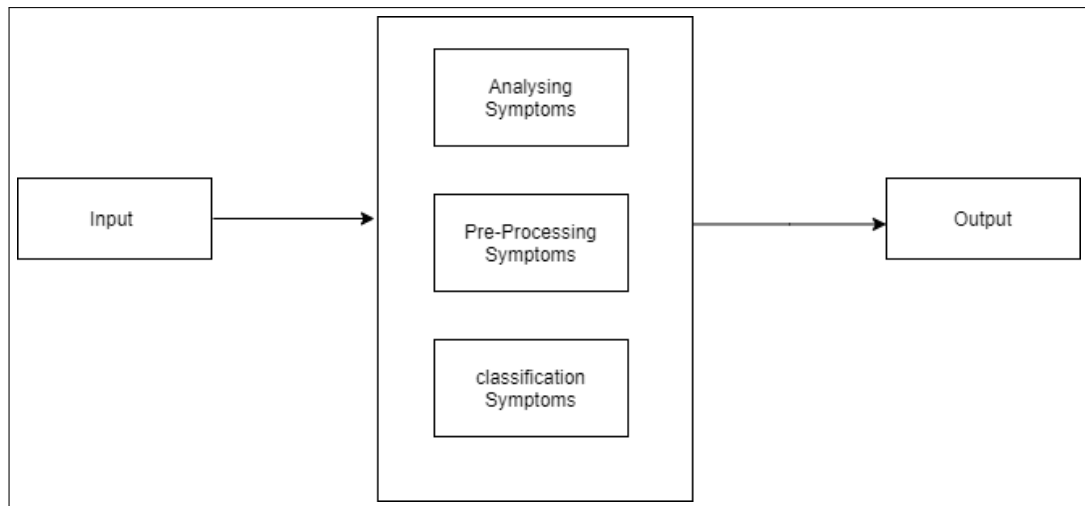 Input
Analysing
Symptoms
Pre-Processing
Symptoms
classification
Symptoms
Output